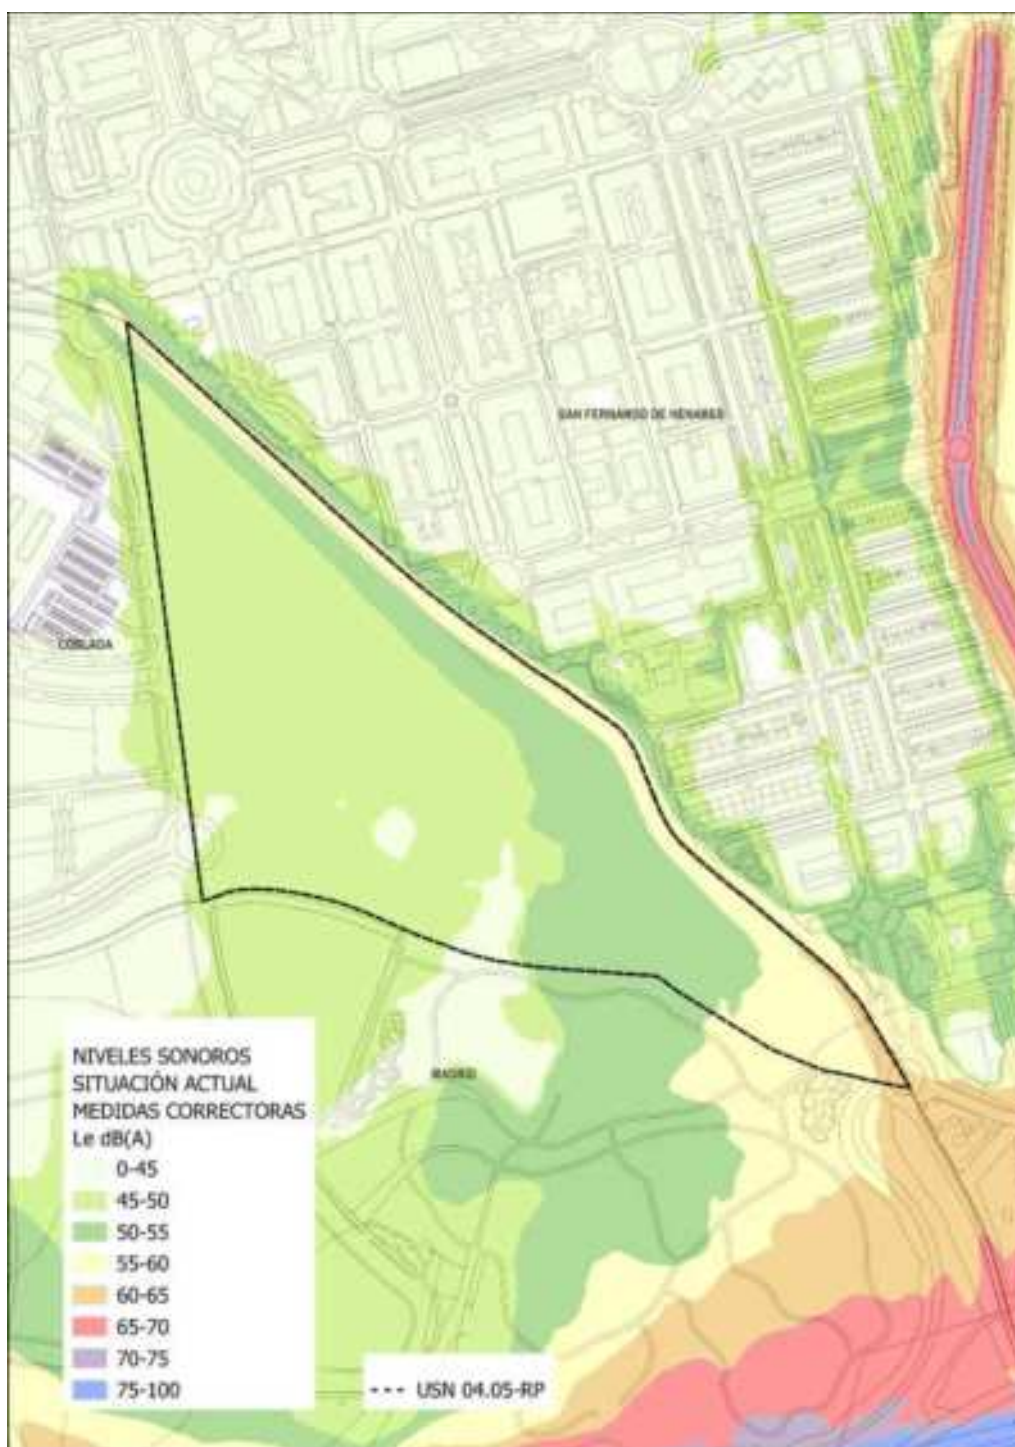 SAN FERNANDO DE HENARES
COSLADA
MADRID
NIVELES SONOROS
SITUACIÓN ACTUAL
MEDIDAS CORRECTORAS
Le dB(A)
0-45
45-50
50-55
55-60
60-65
65-70
70-75
75-100
USN 04.05-RP